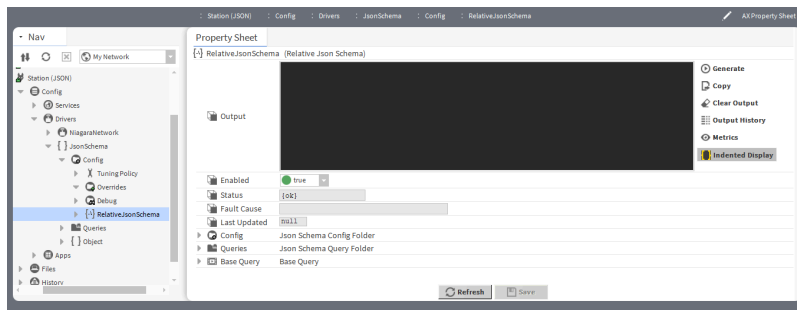 : Station (JSON) : Config : Drivers : JsonSchema : Config : RelativeJsonSchema AX Property Sheet
Nav
Property Sheet
My Network
{·/·} RelativeJsonSchema (Relative Json Schema)
Station (JSON)
Config
Services
Drivers
NiagaraNetwork
{ } JsonSchema
Config
Tuning Policy
Overrides
Debug
{·/·} RelativeJsonSchema
Queries
{ } Object
Apps
Files
History
Output
Generate
Copy
Clear Output
Output History
Metrics
Indented Display
Enabled true
Status {ok}
Fault Cause
Last Updated null
Config Json Schema Config Folder
Queries Json Schema Query Folder
Base Query Base Query
Refresh Save